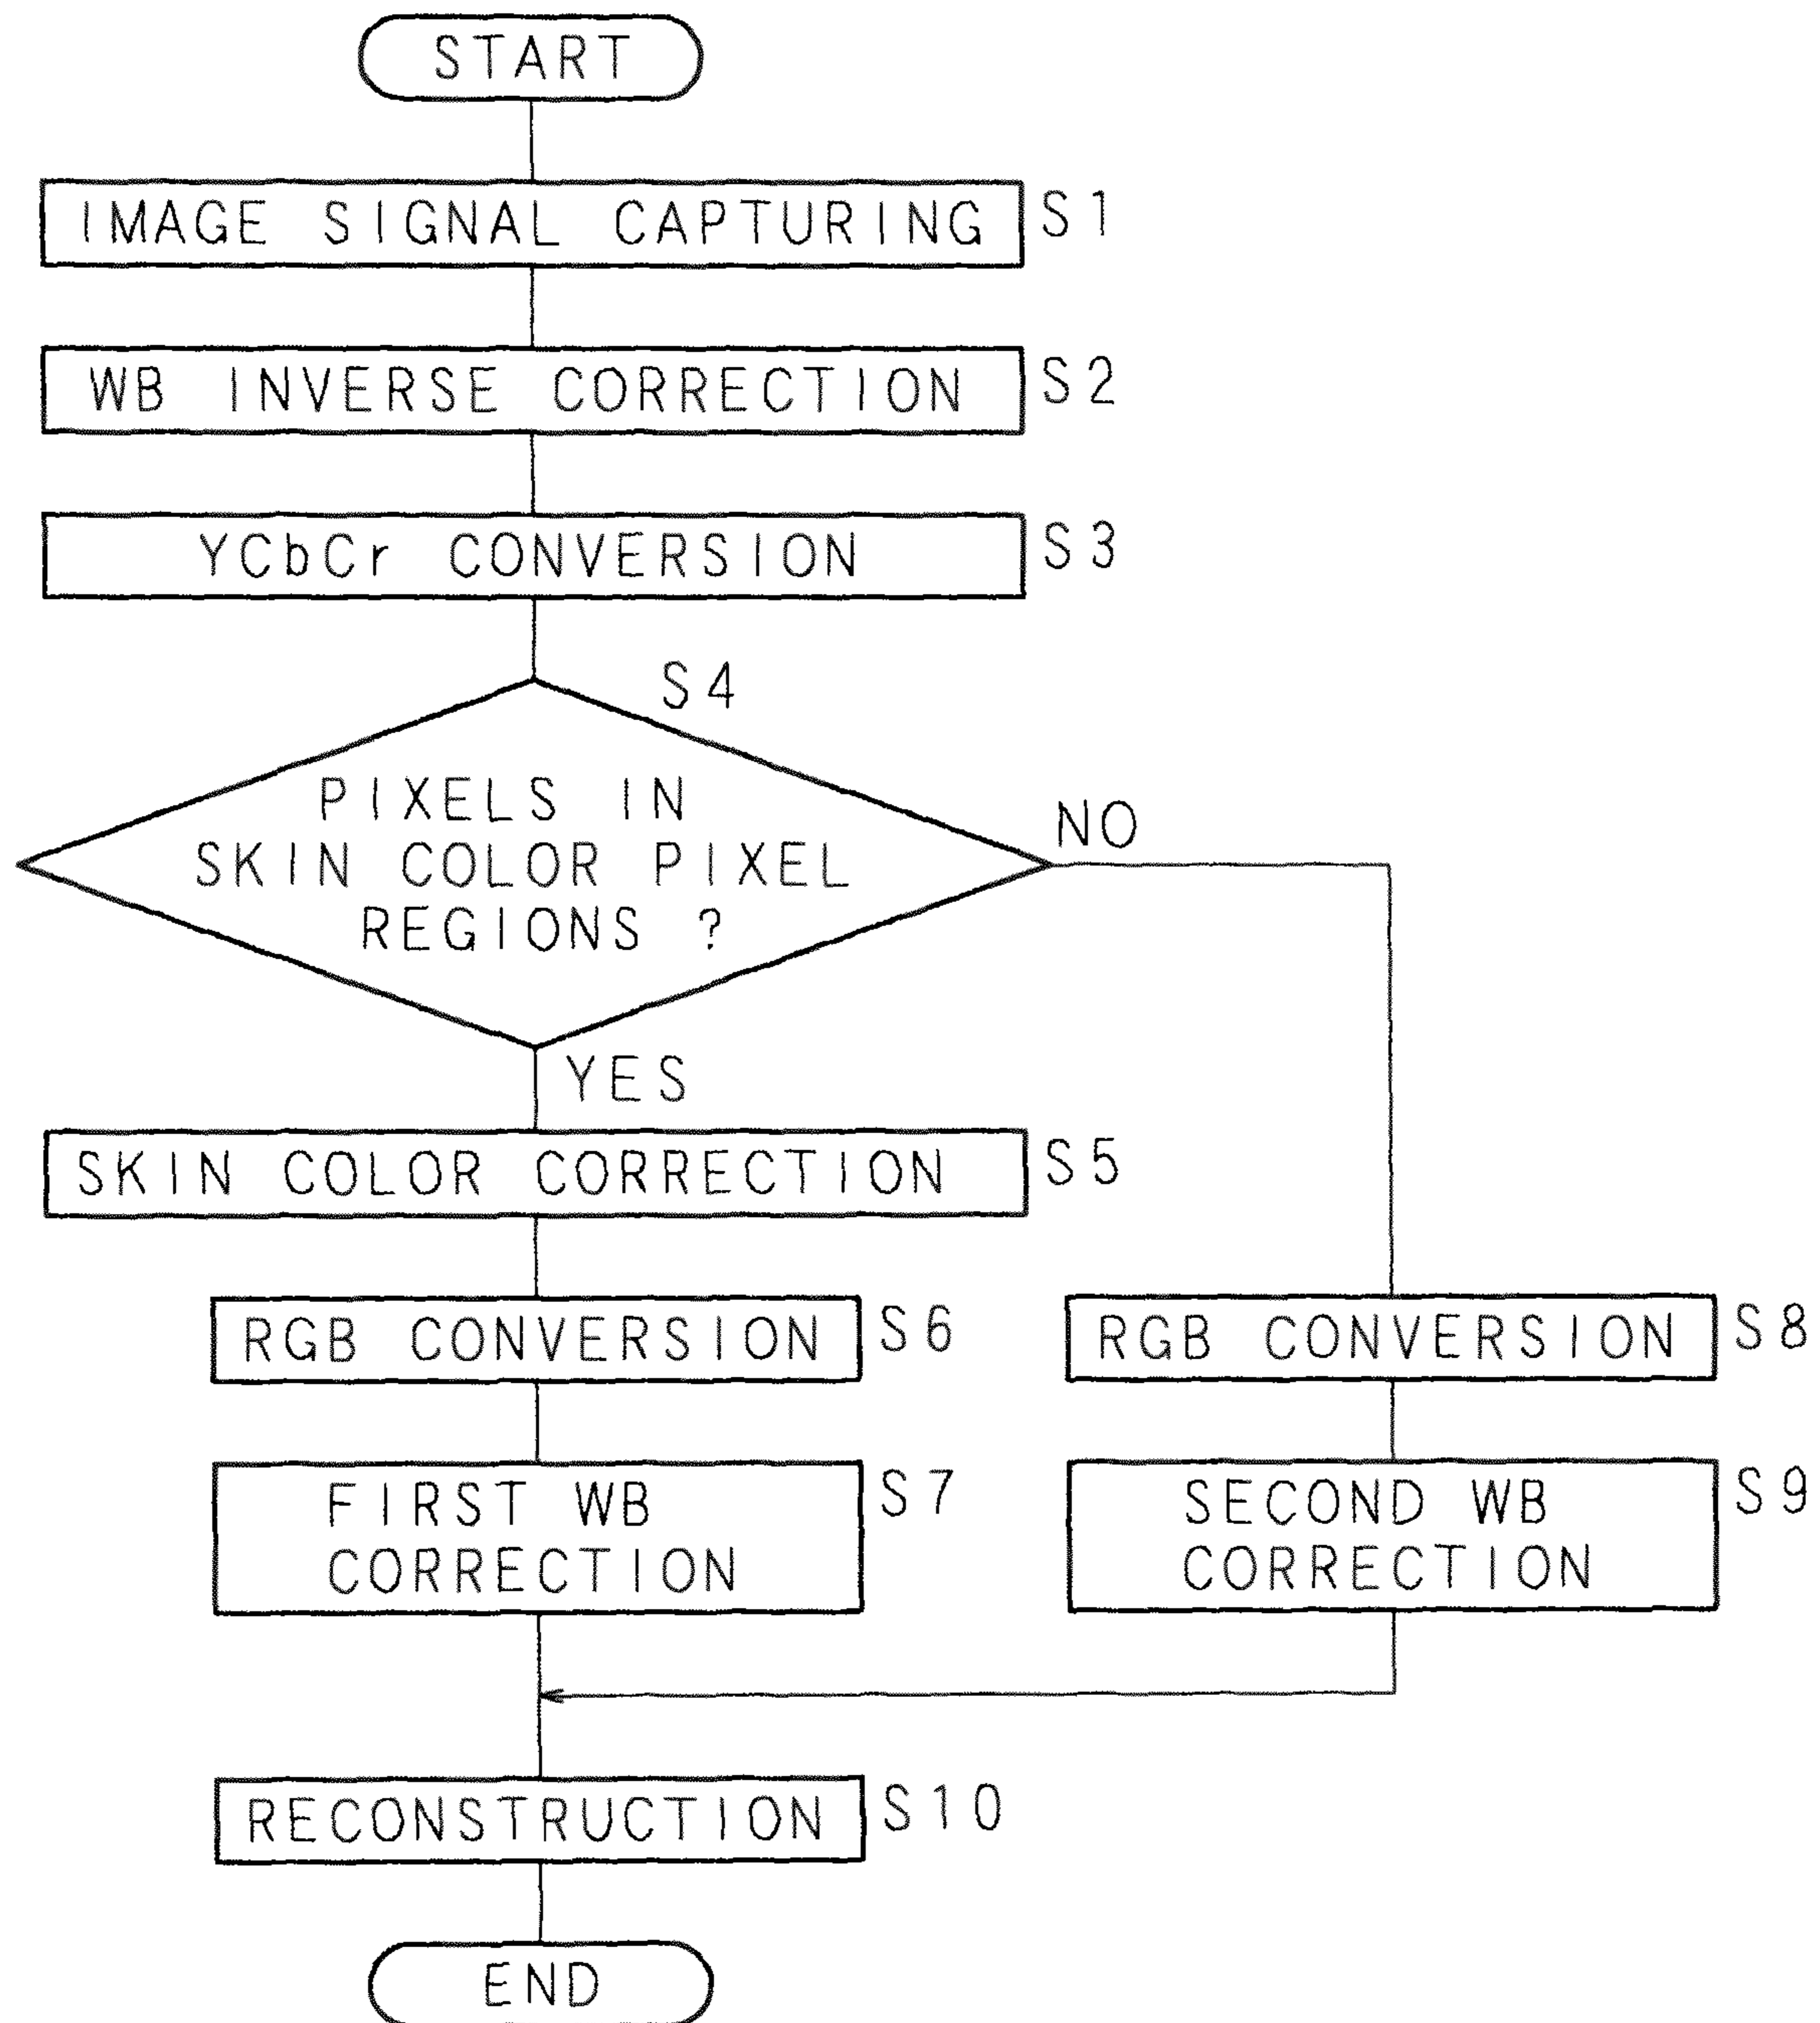 START
IMAGE SIGNAL CAPTURING S1
WB INVERSE CORRECTION S2
YCbCr CONVERSION S3
S4
PIXELS IN
SKIN COLOR PIXEL
REGIONS ?
NO
YES
SKIN COLOR CORRECTION S5
RGB CONVERSION S6
RGB CONVERSION S8
FIRST WB
CORRECTION
S7
SECOND WB
CORRECTION
S9
RECONSTRUCTION S10
END